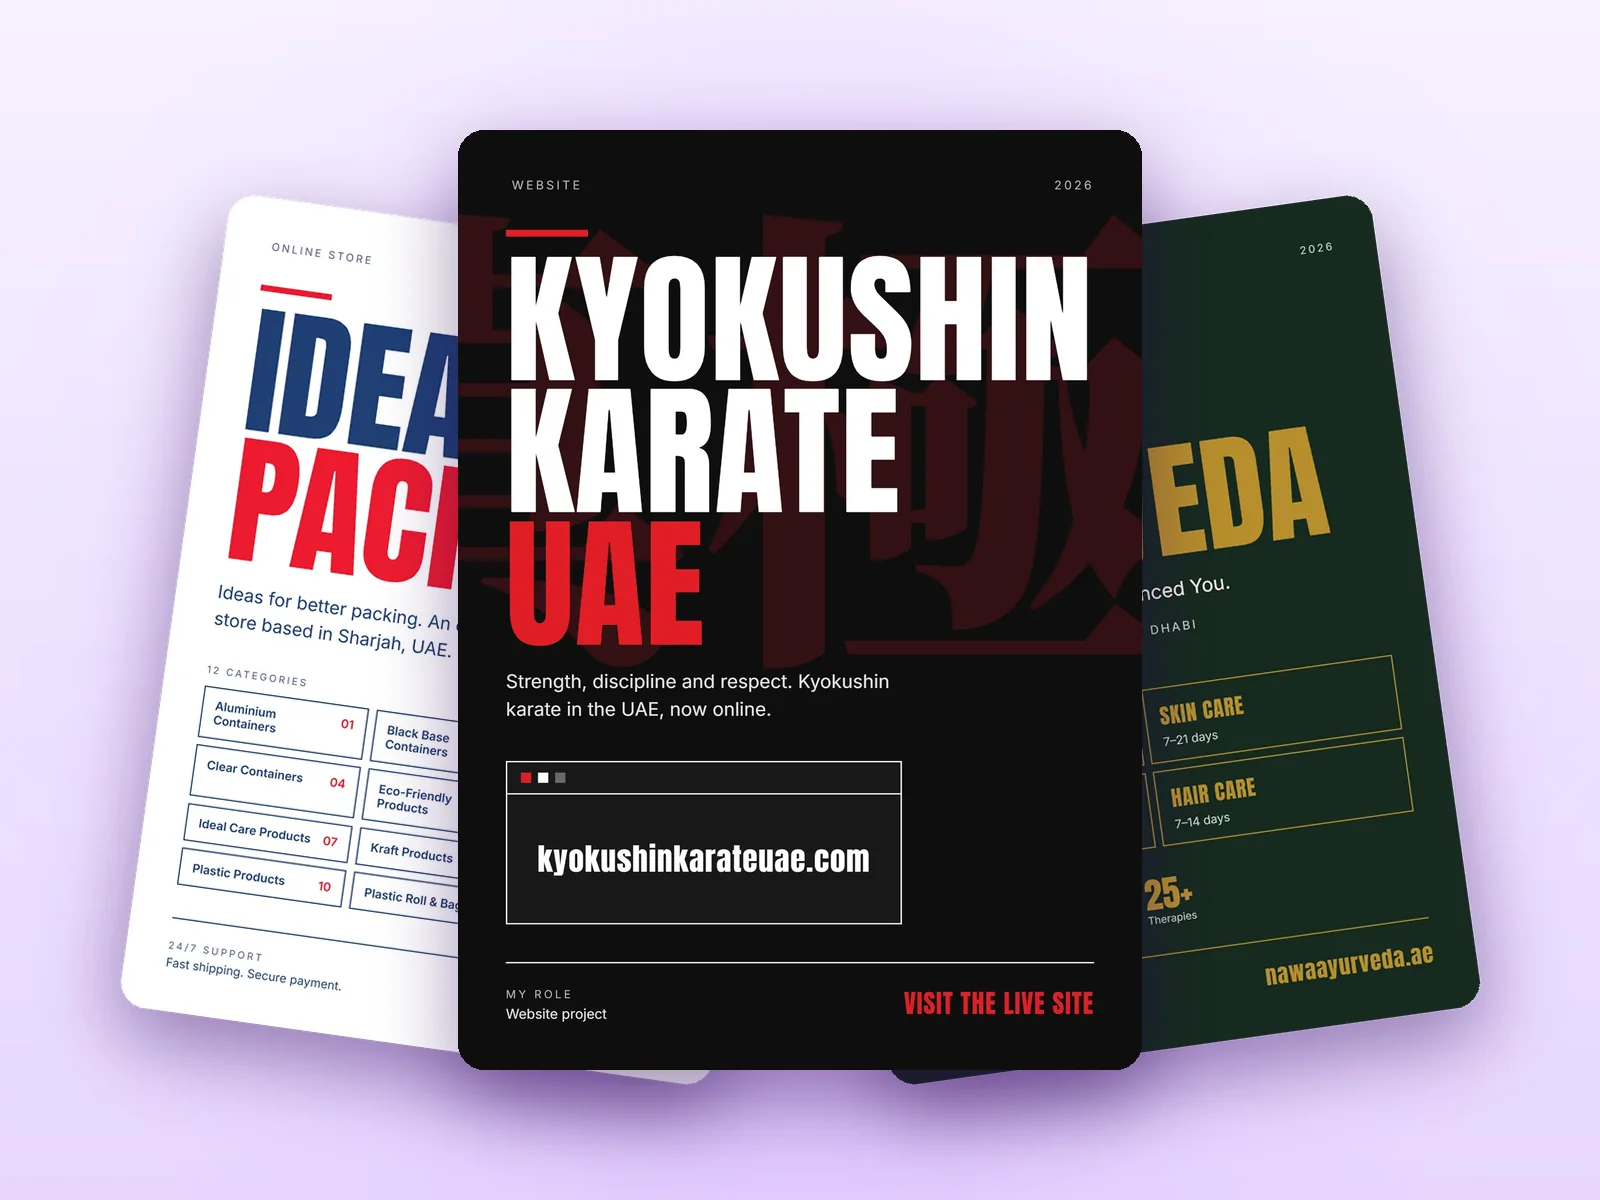 ONLINE STORE
IDEA
PACK
Ideas for better packing. An
store based in Sharjah, UAE.
12 CATEGORIES
Aluminium
Containers
01
Black Base
Containers
Clear Containers
04
Eco-Friendly
Products
Ideal Care Products
07
Kraft Products
Plastic Products
10
Plastic Roll & Bag
24/7 SUPPORT
Fast shipping. Secure payment.
WEBSITE
2026
KYOKUSHIN
KARATE
UAE
Strength, discipline and respect. Kyokushin
karate in the UAE, now online.
kyokushinkarateuae.com
MY ROLE
Website project
VISIT THE LIVE SITE
2026
EDA
nced You.
DHABI
SKIN CARE
7–21 days
HAIR CARE
7–14 days
25+
Therapies
nawaayurveda.ae